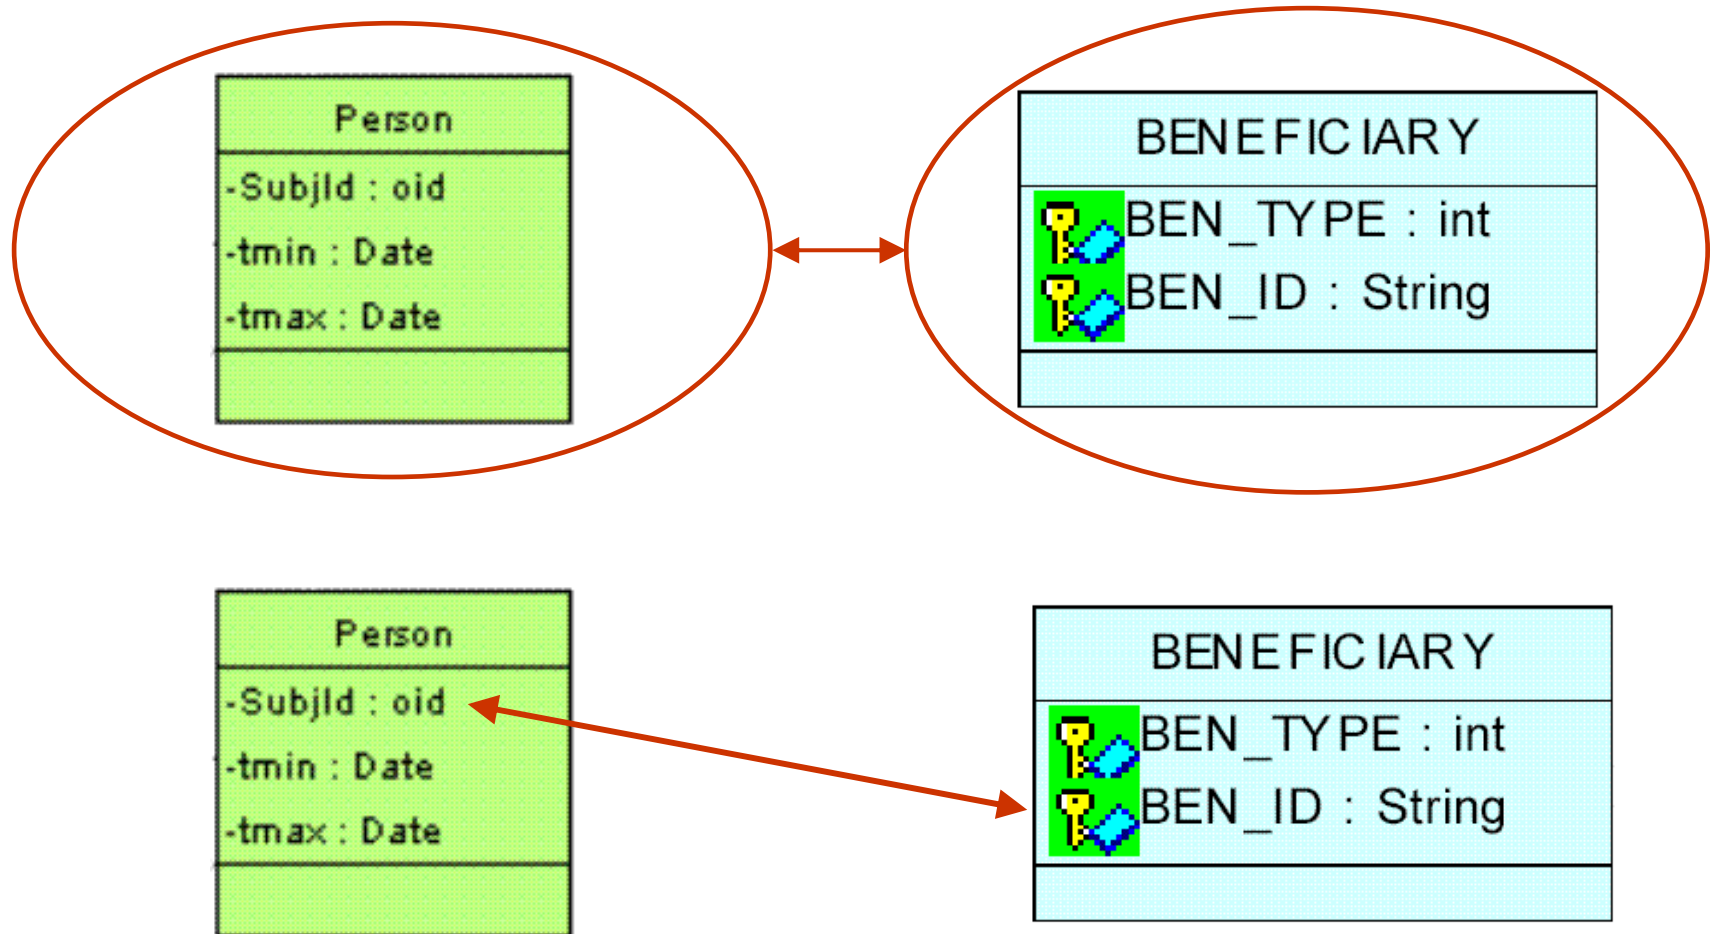 Person
-SubjId : oid
-tmin : Date
-tmax : Date
BENEFICIARY
BEN_TYPE : int
BEN_ID : String
Person
-SubjId : oid
-tmin : Date
-tmax : Date
BENEFICIARY
BEN_TYPE : int
BEN_ID : String